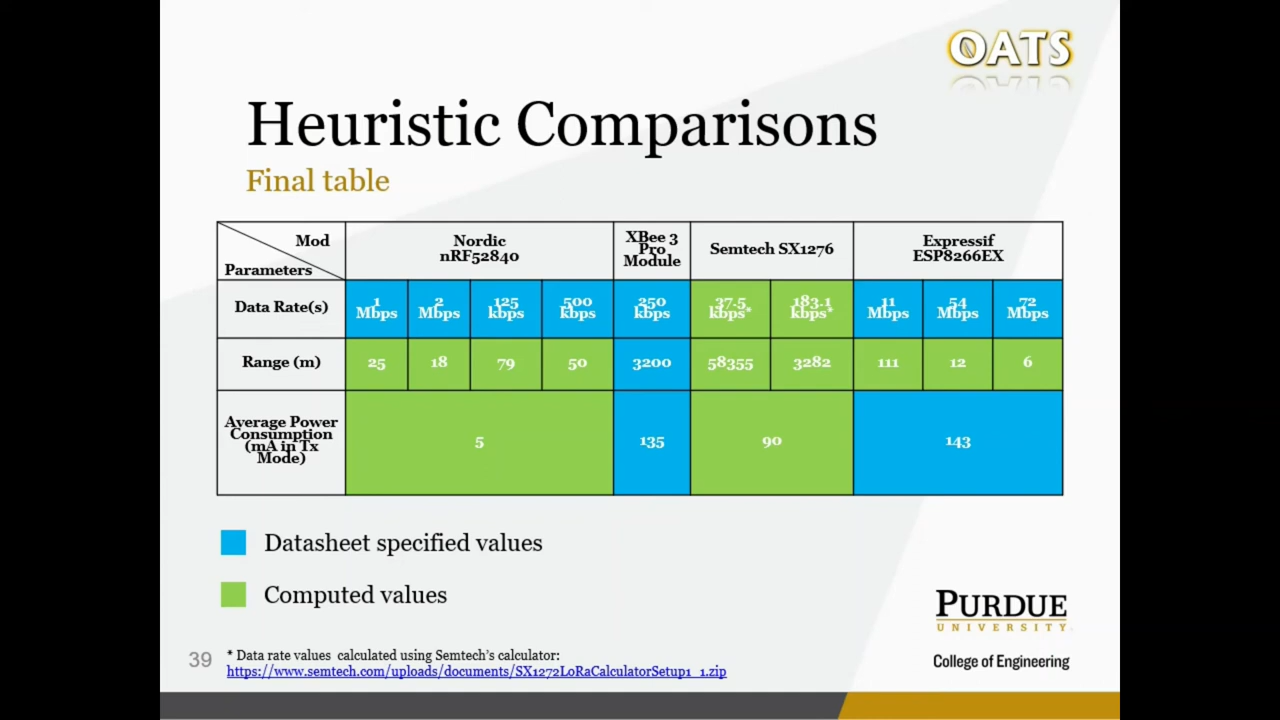 OATS
Heuristic Comparisons
Final table
Mod
Parameters
Nordic
nRF52840
XBee 3
Pro
Module
Semtech SX1276
Expressif
ESP8266EX
Data Rate(s)
1
Mbps
2
Mbps
125
kbps
500
kbps
250
kbps
37.5
kbps*
183.1
kbps*
11
Mbps
54
Mbps
72
Mbps
Range (m)
25
18
79
50
3200
58355
3282
111
12
6
Average Power
Consumption
(mA in Tx
Mode)
5
135
90
143
Datasheet specified values
Computed values
PURDUE
UNIVERSITY
College of Engineering
39
* Data rate values calculated using Semtech's calculator:
https://www.semtech.com/uploads/documents/SX1272LoRaCalculatorSetup1_1.zip